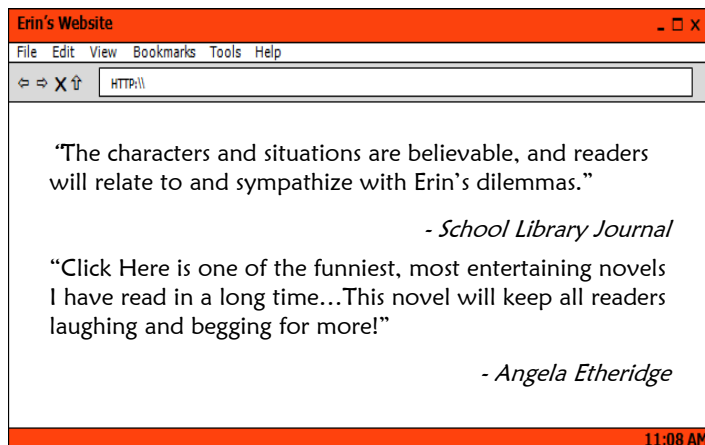 Erin's Website
File Edit View Bookmarks Tools Help
X HTTP:\\
"The characters and situations are believable, and readers
will relate to and sympathize with Erin's dilemmas."
- School Library Journal
"Click Here is one of the funniest, most entertaining novels
I have read in a long time…This novel will keep all readers
laughing and begging for more!"
- Angela Etheridge
11:08 AM